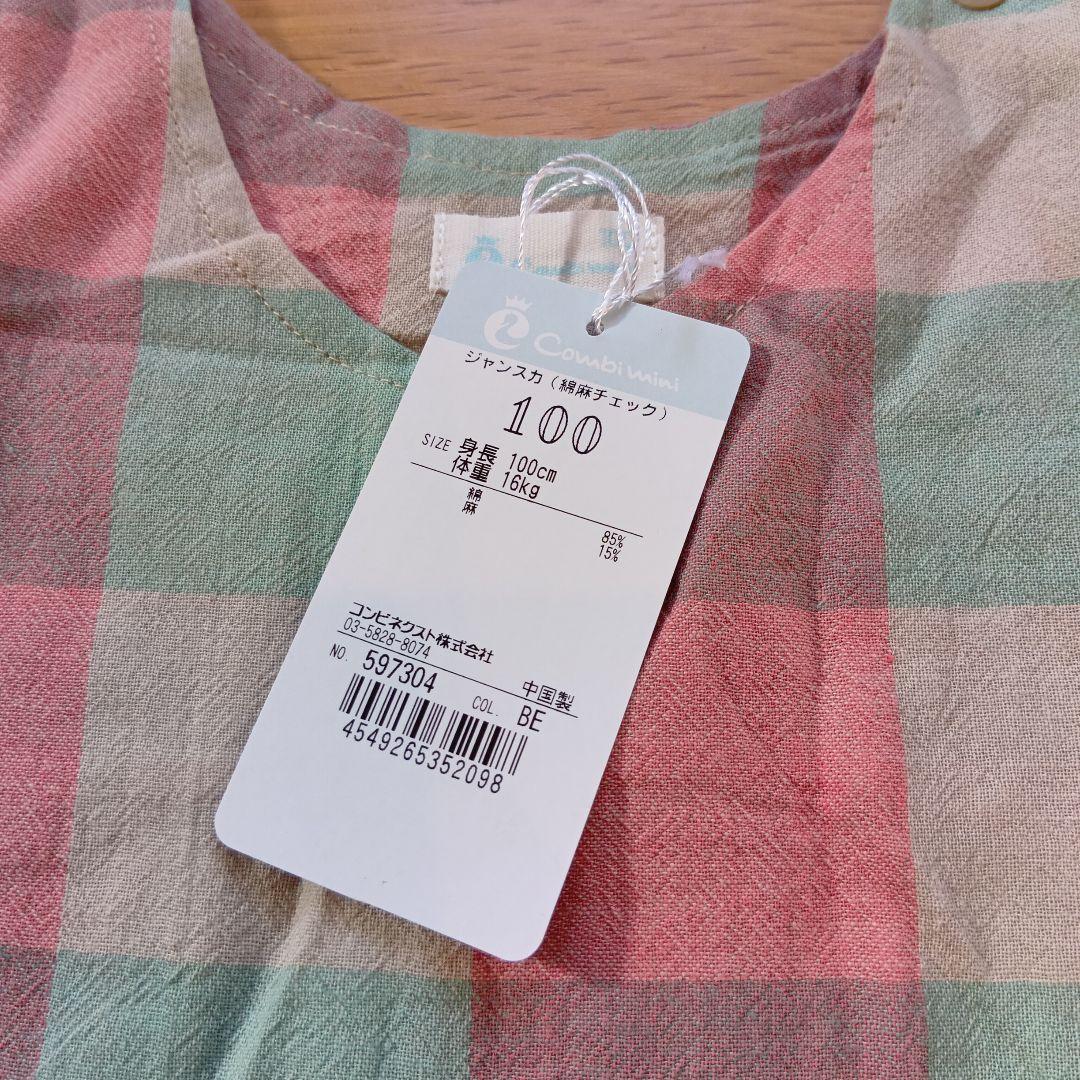 Combi mini
ジャンスカ(綿麻チェック)
100
SIZE 身長 100cm
体重 16kg
綿 85%
麻 15%
コンビネクスト株式会社
03-5828-8074
中国製
NO. 597304 COL. BE
4549265352098